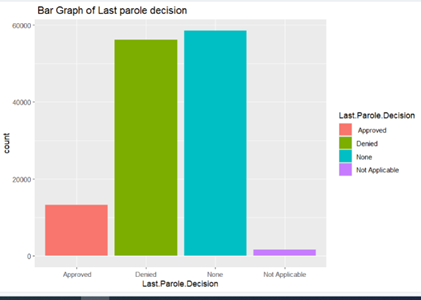 Bar Graph of Last parole decision
60000
40000
20000
0
count
Approved Denied None Not Applicable
Last.Parole.Decision
Last.Parole.Decision
Approved
Denied
None
Not Applicable